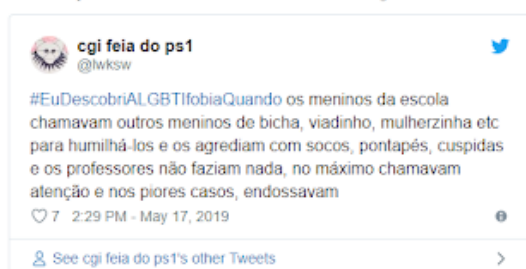 cgi feia do ps1
@lwksw
#EuDescobriALGBTIfobiaQuando os meninos da escola
chamavam outros meninos de bicha, viadinho, mulherzinha etc
para humilhá-los e os agrediam com socos, pontapés, cuspidas
e os professores não faziam nada, no máximo chamavam
atenção e nos piores casos, endossavam
7 2:29 PM - May 17, 2019
See cgi feia do ps1's other Tweets